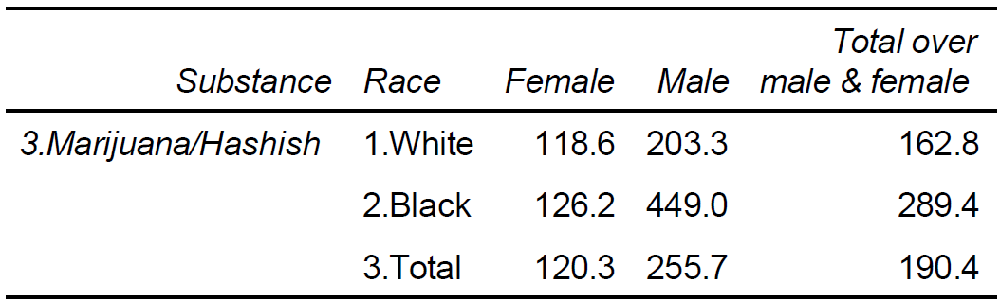 Total over
Substance Race Female Male male & female
3.Marijuana/Hashish 1.White 118.6 203.3 162.8
2.Black 126.2 449.0 289.4
3.Total 120.3 255.7 190.4